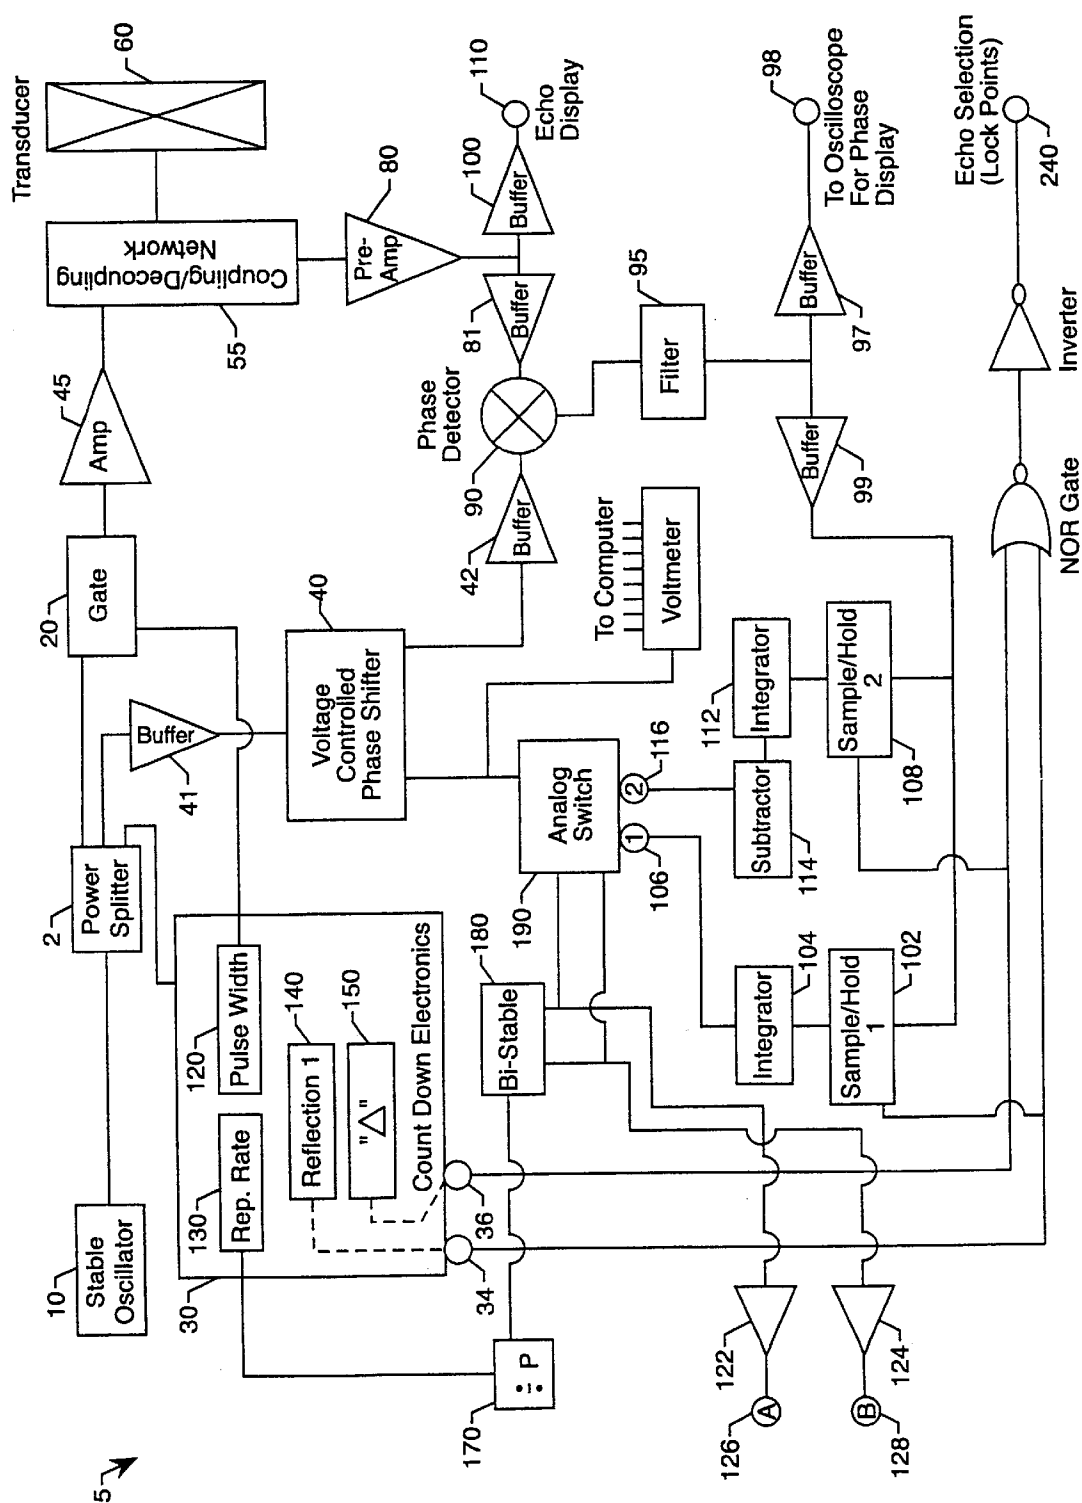 5
10
Stable
Oscillator
2
Power
Splitter
20
Gate
45
Amp
55
Coupling/Decoupling
Network
Transducer
60
41
Buffer
30
130
Rep. Rate
120
Pulse Width
140
Reflection 1
150
"△"
Count Down Electronics
34
36
40
Voltage
Controlled
Phase Shifter
42
Buffer
90
Phase
Detector
81
Buffer
80
Pre-
Amp
100
Buffer
110
Echo
Display
170
÷ P
180
Bi-Stable
190
Analog
Switch
1
2
106
116
To Computer
Voltmeter
95
Filter
97
Buffer
98
To Oscilloscope
For Phase
Display
99
Buffer
104
Integrator
102
Sample/Hold
1
114
Subtractor
112
Integrator
108
Sample/Hold
2
122
126
A
124
128
B
NOR Gate
Inverter
Echo Selection
(Lock Points)
240